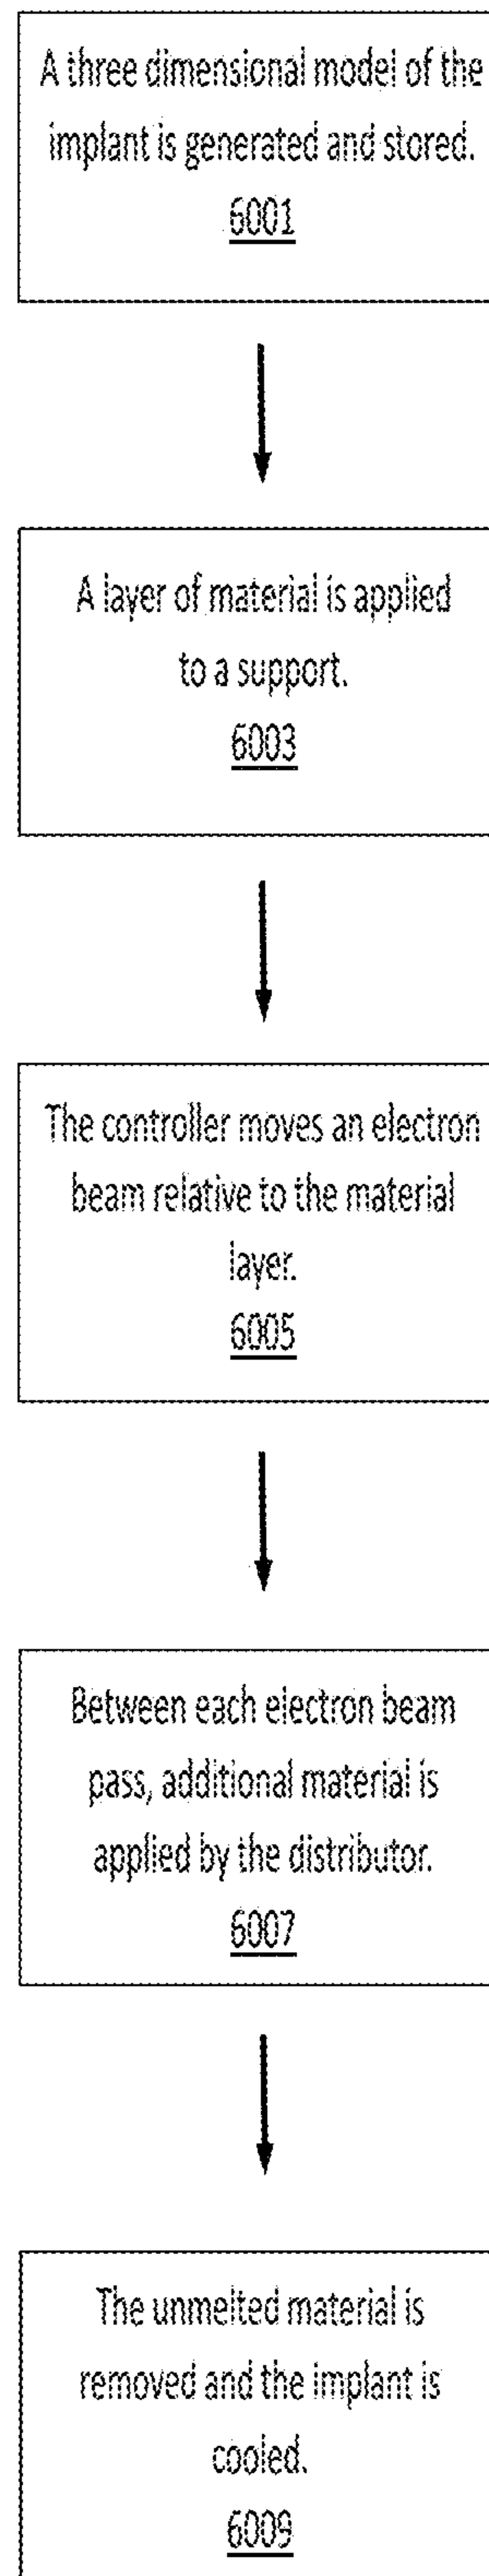 A three dimensional model of the
implant is generated and stored.
6001
A layer of material is applied
to a support.
6003
The controller moves an electron
beam relative to the material
layer.
6005
Between each electron beam
pass, additional material is
applied by the distributor.
6007
The unmelted material is
removed and the implant is
cooled.
6009